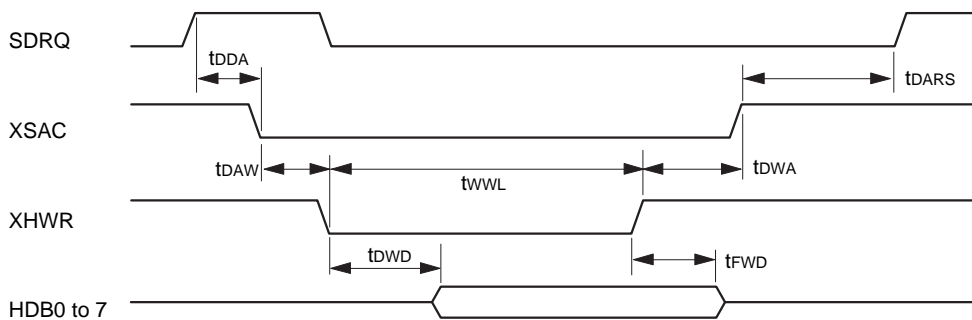 SDRQ
tDDA
tDARS
XSAC
tDAW
tWWL
tDWA
XHWR
tDWD
tFWD
HDB0 to 7